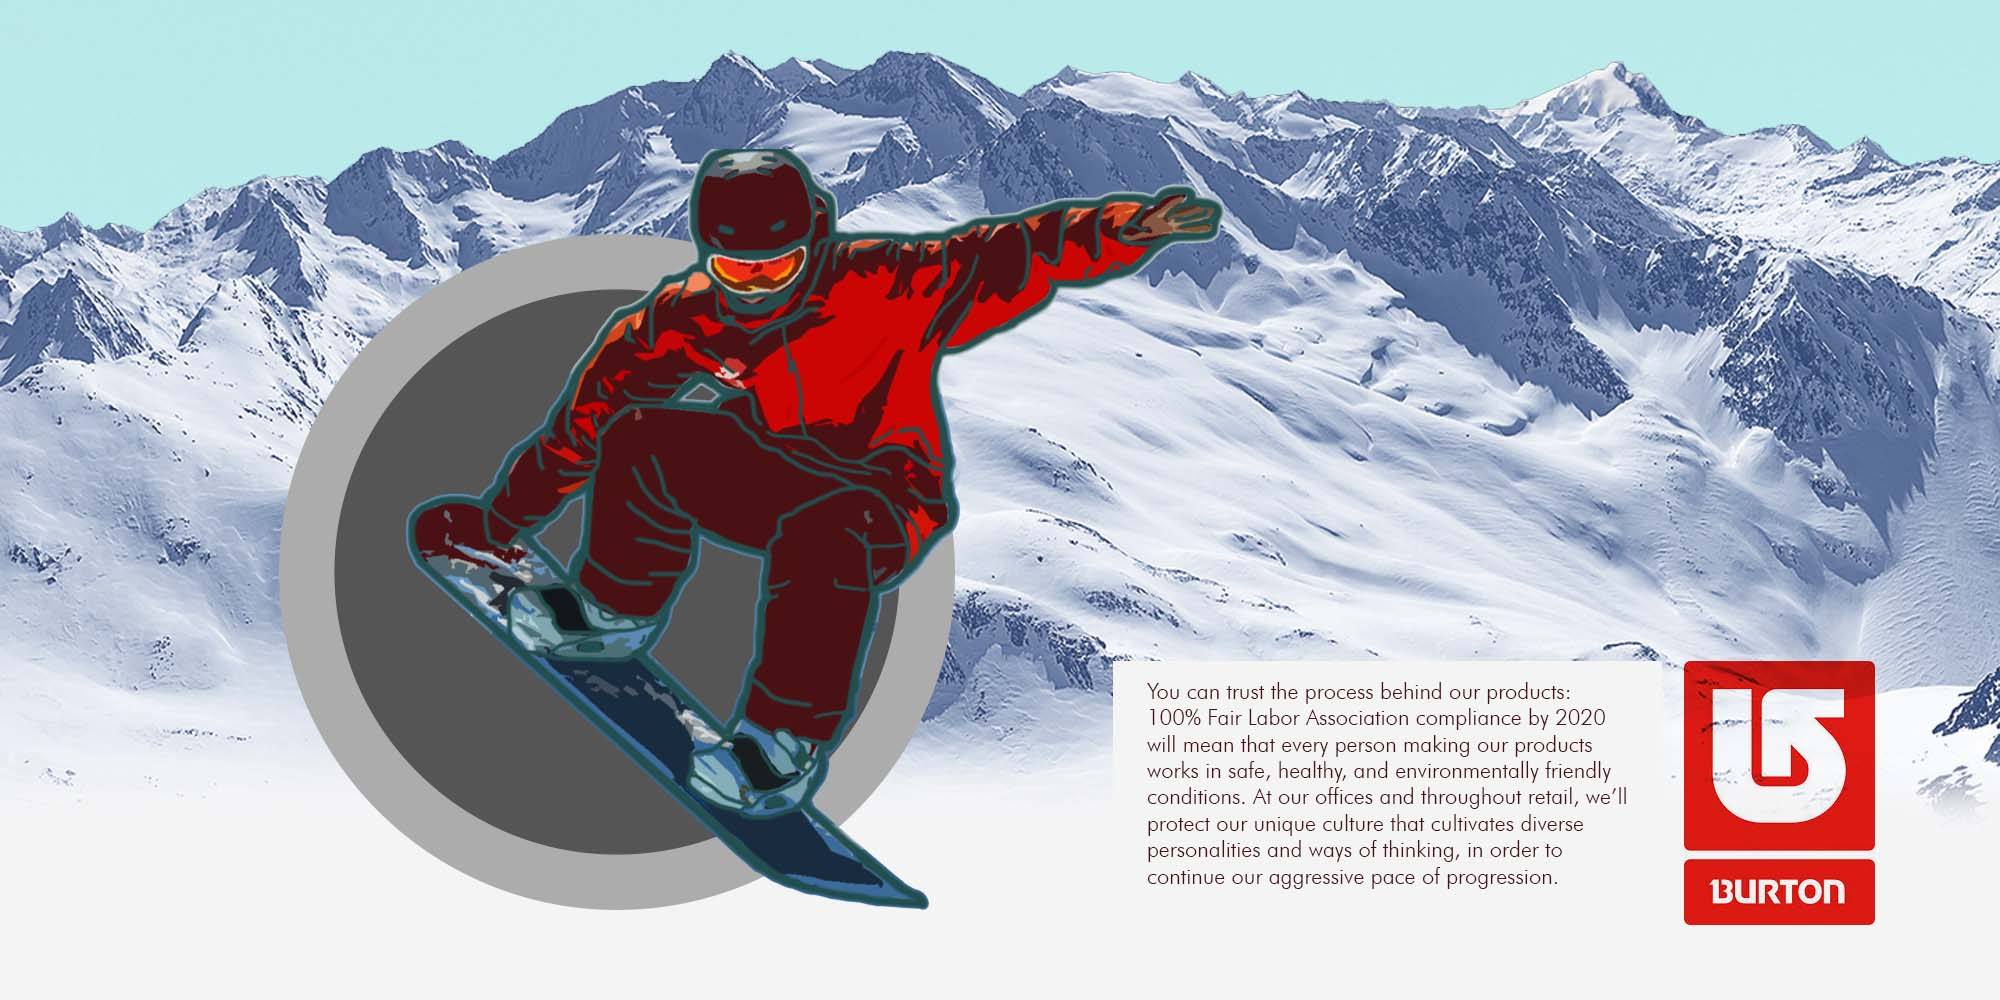 You can trust the process behind our products:
100% Fair Labor Association compliance by 2020
will mean that every person making our products
works in safe, healthy, and environmentally friendly
conditions. At our offices and throughout retail, we’ll
protect our unique culture that cultivates diverse
personalities and ways of thinking, in order to
continue our aggressive pace of progression.
BURTON